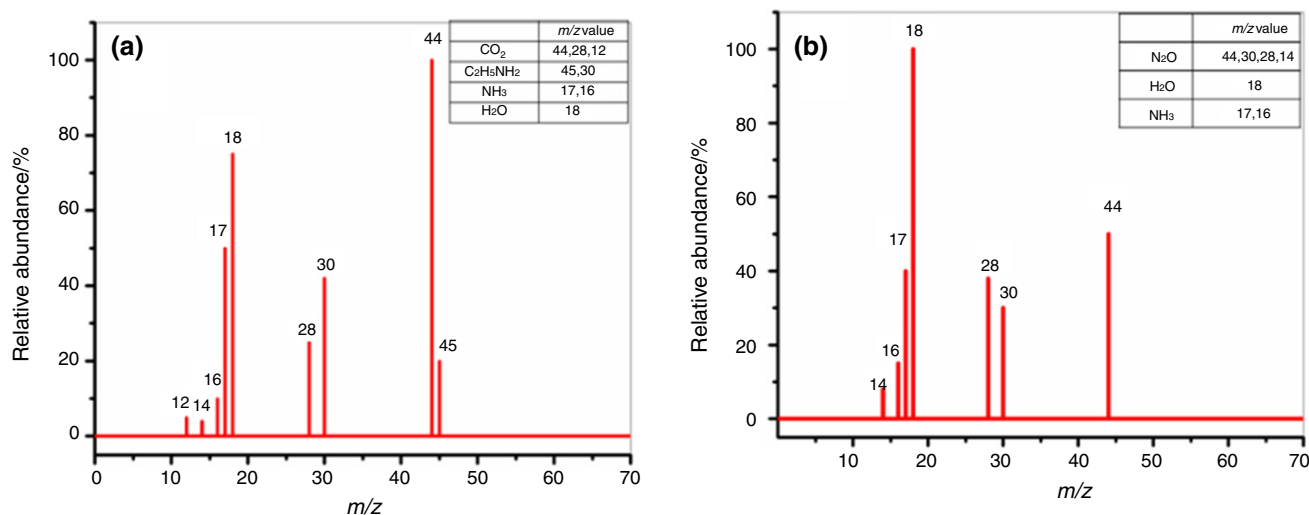 (a)
m/z value
CO2 44,28,12
C2H5NH2 45,30
NH3 17,16
H2O 18
Relative abundance/%
100
80
60
40
20
0
12
14
16
17
18
28
30
44
45
0 10 20 30 40 50 60 70
m/z
(b)
m/z value
N2O 44,30,28,14
H2O 18
NH3 17,16
Relative abundance/%
100
80
60
40
20
0
14
16
17
18
28
30
44
10 20 30 40 50 60 70
m/z